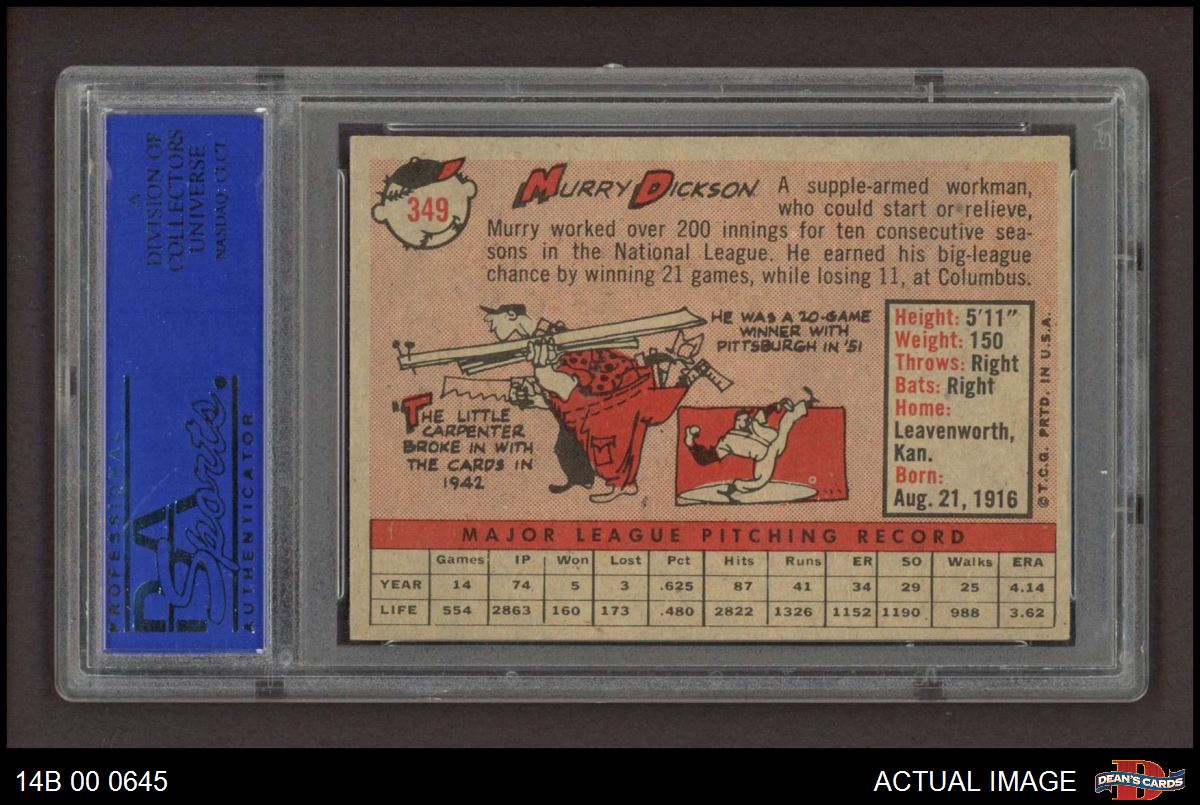 A
DIVISION OF
COLLECTORS
UNIVERSE
NASDAQ: CLCT
PROFESSIONAL
PSA
Sports
AUTHENTICATOR
349
MURRY DICKSON
A supple-armed workman,
who could start or relieve,
Murry worked over 200 innings for ten consecutive sea-
sons in the National League. He earned his big-league
chance by winning 21 games, while losing 11, at Columbus.
HE WAS A 20-GAME
WINNER WITH
PITTSBURGH IN '51
"THE LITTLE
CARPENTER
BROKE IN WITH
THE CARDS IN
1942
Height: 5'11"
Weight: 150
Throws: Right
Bats: Right
Home:
Leavenworth,
Kan.
Born:
Aug. 21, 1916
© T.C.G. PRTD. IN U.S.A.
MAJOR LEAGUE PITCHING RECORD
Games IP Won Lost Pct Hits Runs ER SO Walks ERA
YEAR 14 74 5 3 .625 87 41 34 29 25 4.14
LIFE 554 2863 160 173 .480 2822 1326 1152 1190 988 3.62
14B 00 0645
ACTUAL IMAGE
D
DEAN'S CARDS